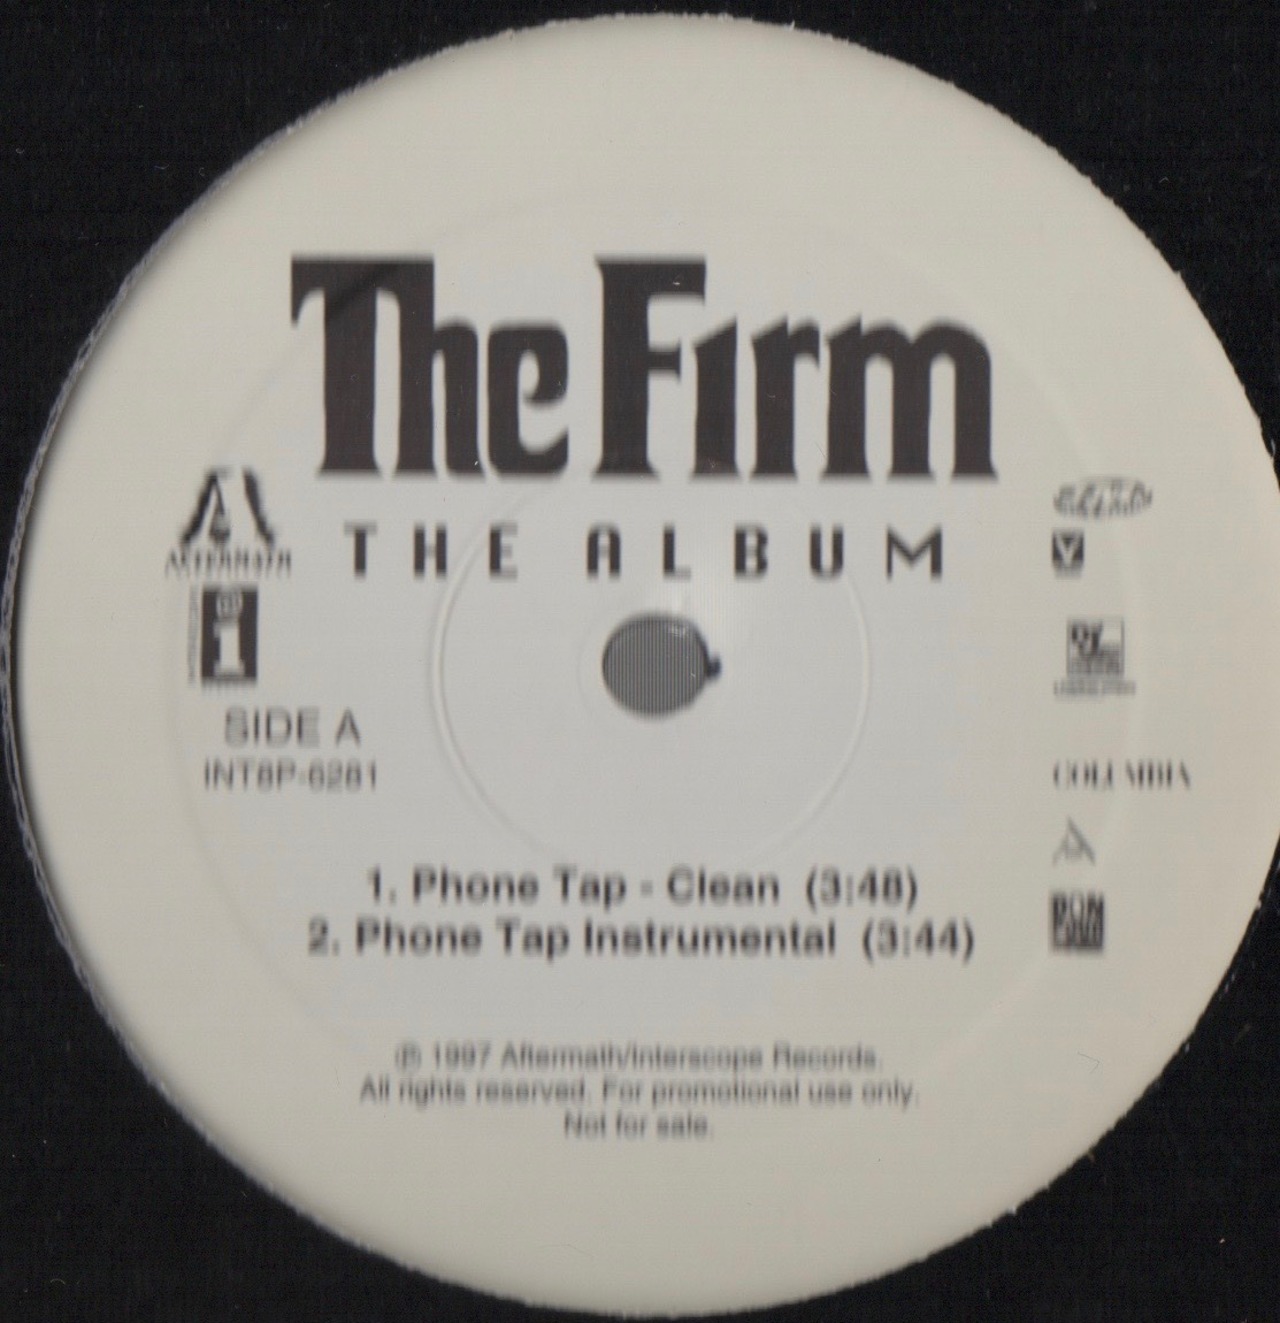 The Firm
THE ALBUM
AFTERMATH
i
SIDE A
INT8P-6281
COLUMBIA
1. Phone Tap - Clean (3:48)
2. Phone Tap Instrumental (3:44)
℗ 1997 Aftermath/Interscope Records.
All rights reserved. For promotional use only.
Not for sale.